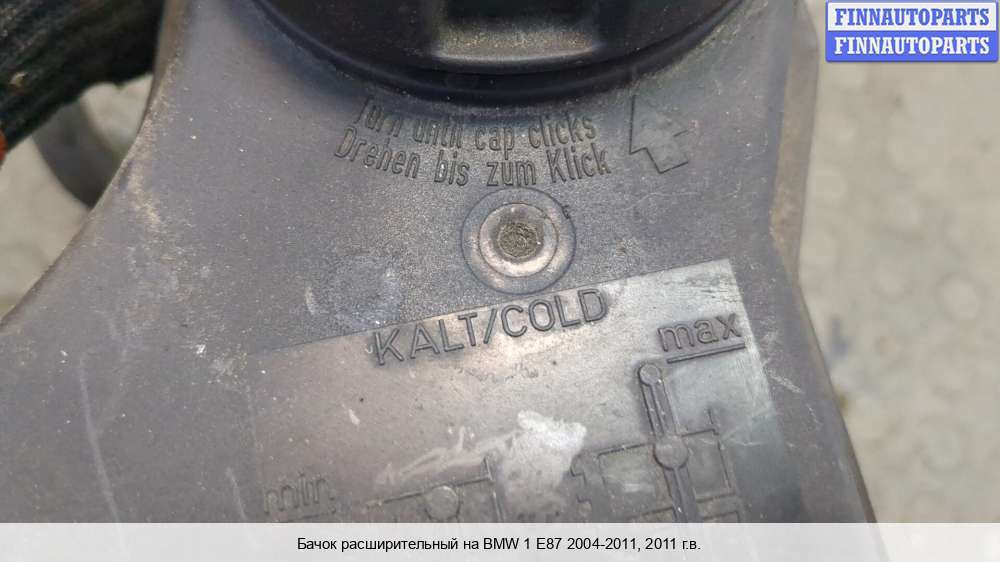 FINNAUTOPARTS
FINNAUTOPARTS
Turn until cap clicks
Drehen bis zum Klick
KALT/COLD
max
min
Бачок расширительный на BMW 1 E87 2004-2011, 2011 г.в.